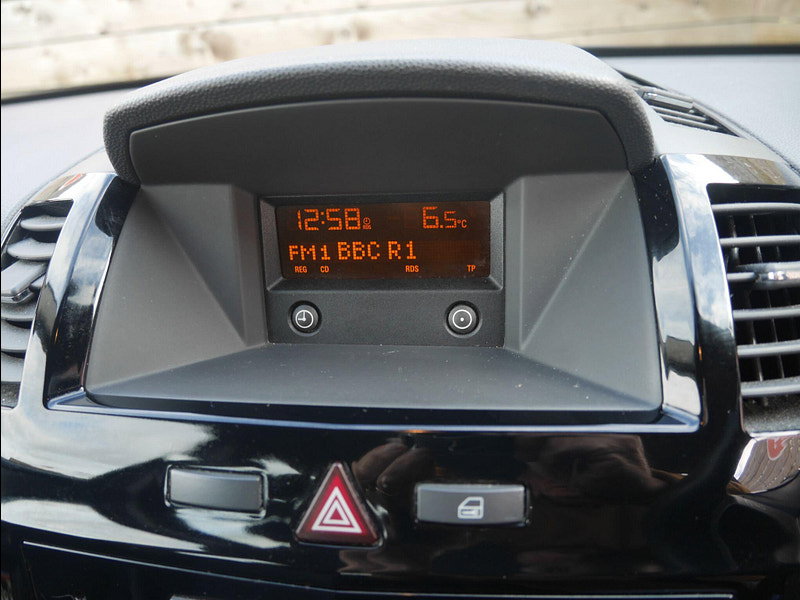 12:58 6.5°C
FM1 BBC R1
REG CD RDS TP